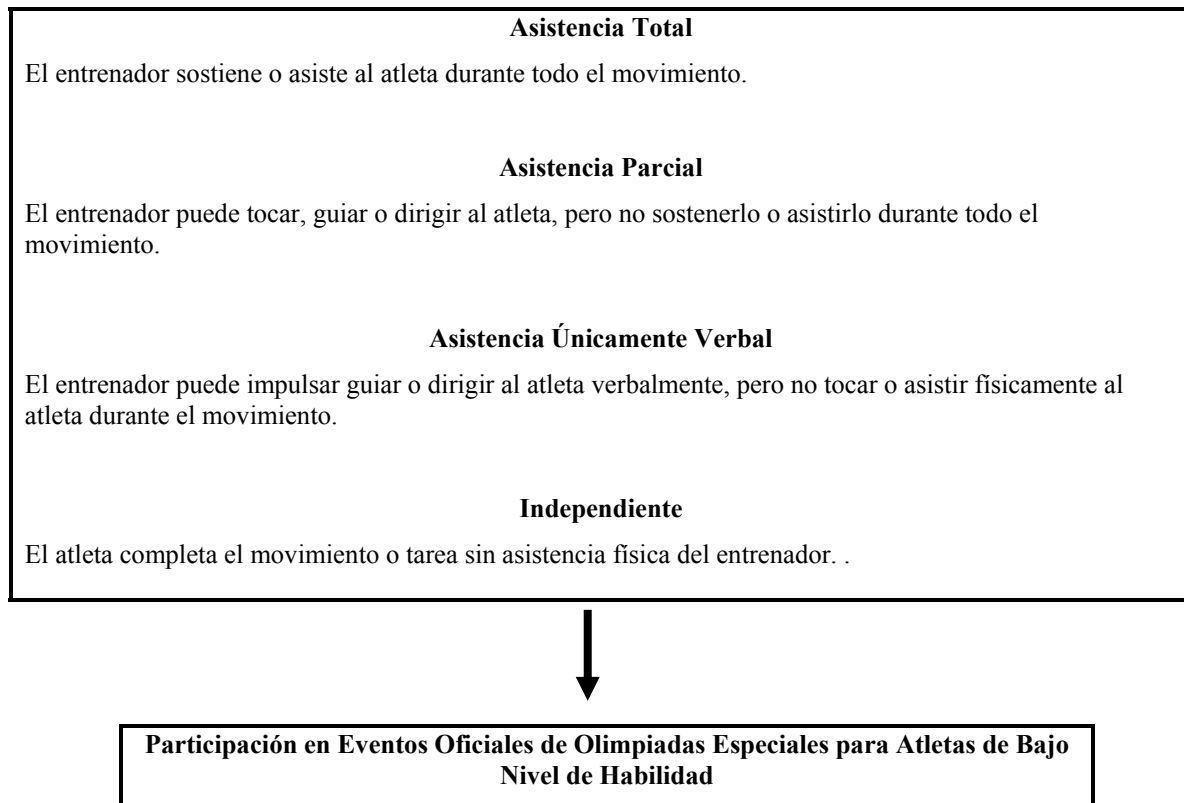 Asistencia Total
El entrenador sostiene o asiste al atleta durante todo el movimiento.
Asistencia Parcial
El entrenador puede tocar, guiar o dirigir al atleta, pero no sostenerlo o asistirlo durante todo el
movimiento.
Asistencia Únicamente Verbal
El entrenador puede impulsar guiar o dirigir al atleta verbalmente, pero no tocar o asistir físicamente al
atleta durante el movimiento.
Independiente
El atleta completa el movimiento o tarea sin asistencia física del entrenador. .
Participación en Eventos Oficiales de Olimpiadas Especiales para Atletas de Bajo
Nivel de Habilidad